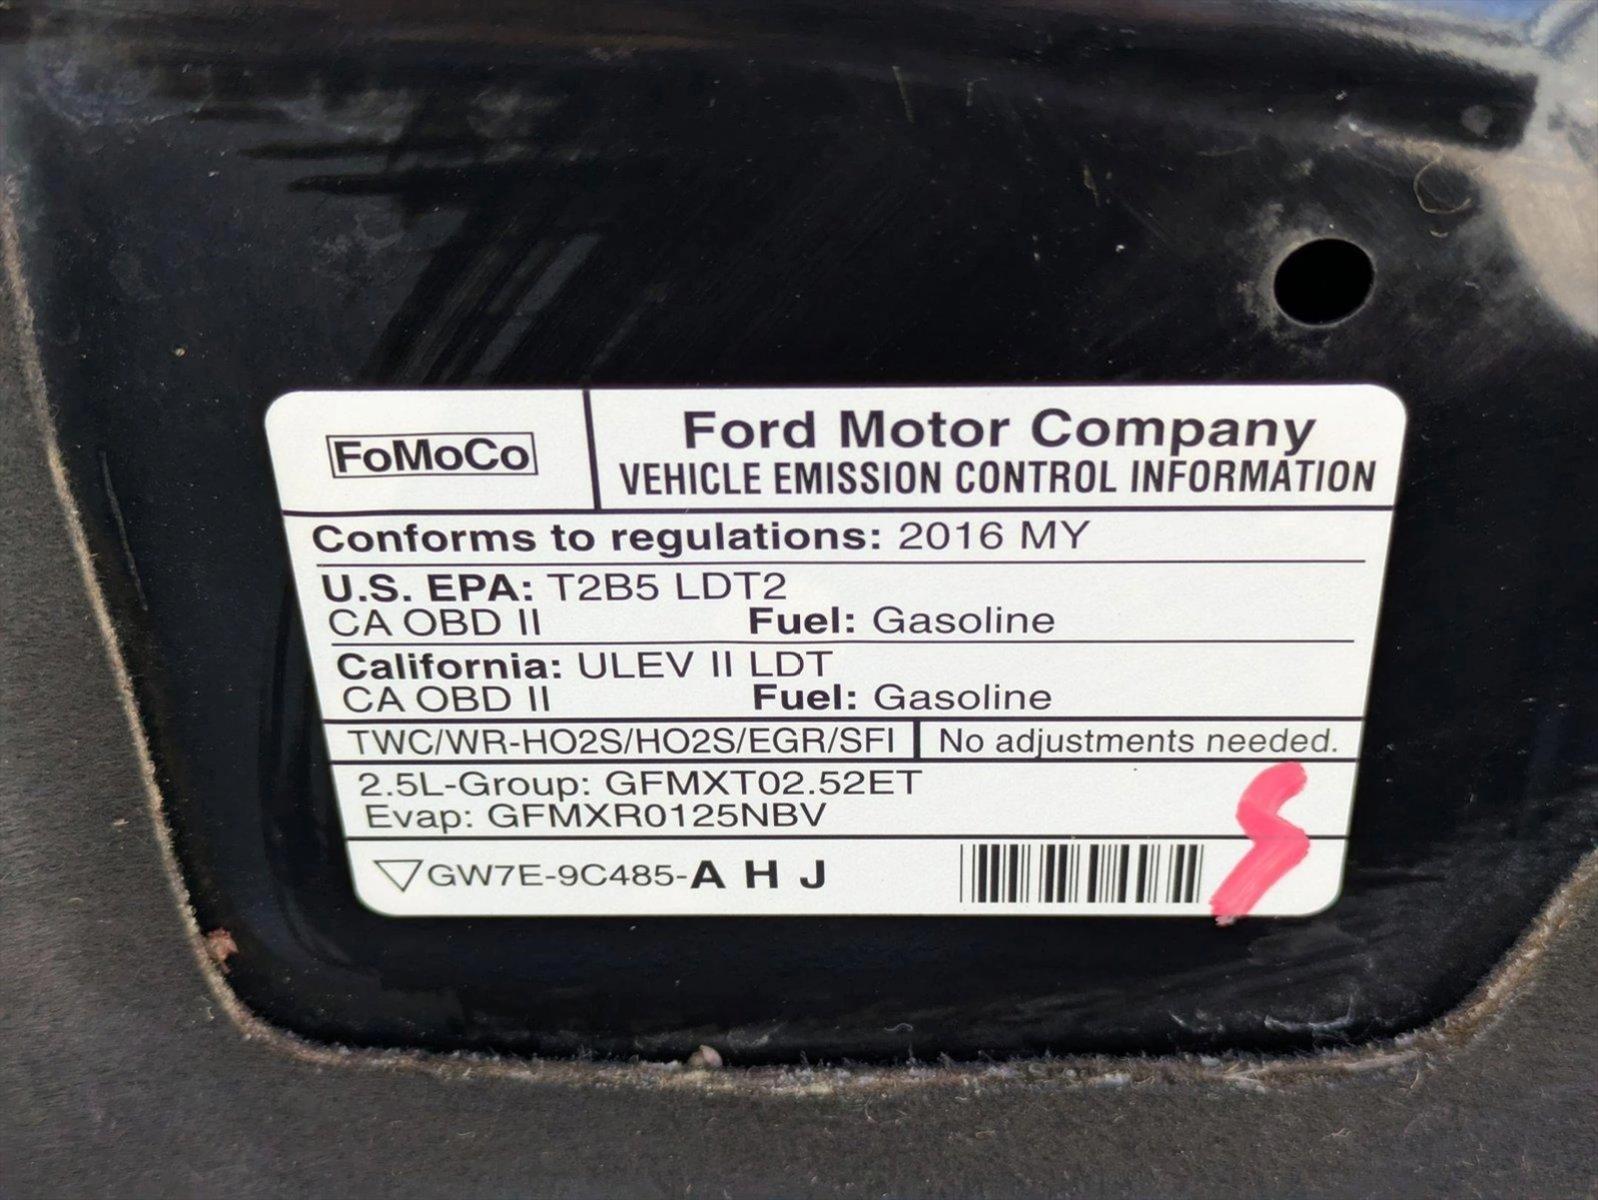 FoMoCo
Ford Motor Company
VEHICLE EMISSION CONTROL INFORMATION
Conforms to regulations: 2016 MY
U.S. EPA: T2B5 LDT2
CA OBD II Fuel: Gasoline
California: ULEV II LDT
CA OBD II Fuel: Gasoline
TWC/WR-HO2S/HO2S/EGR/SFI No adjustments needed.
2.5L-Group: GFMXT02.52ET
Evap: GFMXR0125NBV
GW7E-9C485-A H J